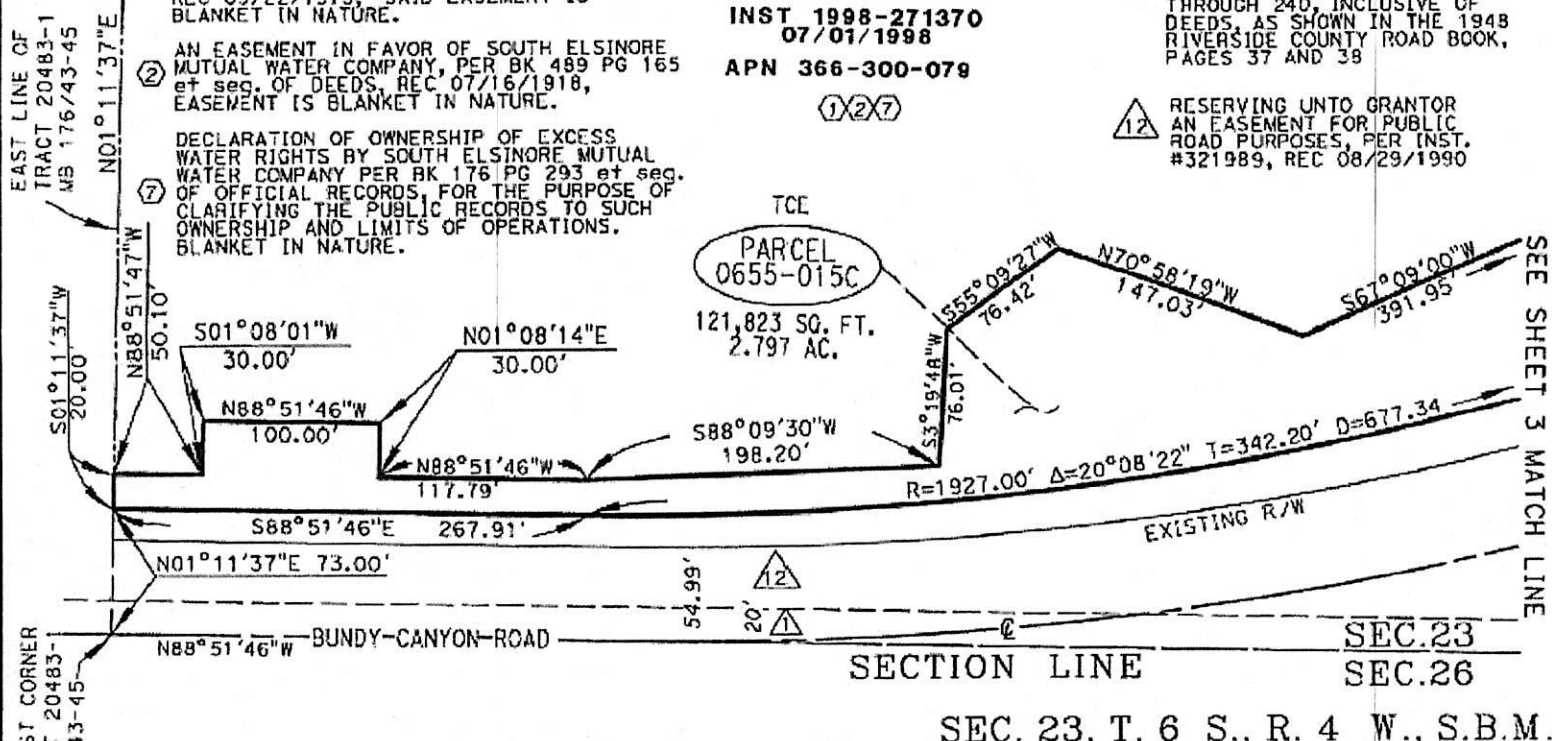 BLANKET IN NATURE.
AN EASEMENT IN FAVOR OF SOUTH ELSINORE
② MUTUAL WATER COMPANY, PER BK 489 PG 165
et seq. OF DEEDS, REC 07/16/1918,
EASEMENT IS BLANKET IN NATURE.
DECLARATION OF OWNERSHIP OF EXCESS
WATER RIGHTS BY SOUTH ELSINORE MUTUAL
WATER COMPANY PER BK 176 PG 293 et seq.
⑦ OF OFFICIAL RECORDS, FOR THE PURPOSE OF
CLARIFYING THE PUBLIC RECORDS TO SUCH
OWNERSHIP AND LIMITS OF OPERATIONS.
BLANKET IN NATURE.
INST 1998-271370
07/01/1998
APN 366-300-079
①②⑦
THROUGH 240, INCLUSIVE OF
DEEDS, AS SHOWN IN THE 1948
RIVERSIDE COUNTY ROAD BOOK,
PAGES 37 AND 38
12 RESERVING UNTO GRANTOR
AN EASEMENT FOR PUBLIC
ROAD PURPOSES, PER INST.
#321989, REC 08/29/1990
EAST LINE OF
TRACT 20483-1
MB 176/43-45
N01°11'37"E
TCE
PARCEL
0655-015C
121,823 SQ. FT.
2.797 AC.
S01°11'37"W
20.00'
N88°51'47"W
50.10'
S01°08'01"W
30.00'
N01°08'14"E
30.00'
N88°51'46"W
100.00'
N88°51'46"W
117.79'
S88°09'30"W
198.20'
S3°19'48"W
76.01'
S55°09'27"W
76.42'
N70°58'19"W
147.03'
S67°09'00"W
391.95'
SEE SHEET 3 MATCH LINE
R=1927.00' Δ=20°08'22" T=342.20' D=677.34
S88°51'46"E 267.91'
EXISTING R/W
N01°11'37"E 73.00'
54.99'
12
20'
1
N88°51'46"W BUNDY-CANYON-ROAD
℄
SEC.23
SECTION LINE
SEC.26
ST CORNER
20483-
43-45
SEC. 23, T. 6 S., R. 4 W., S.B.M.